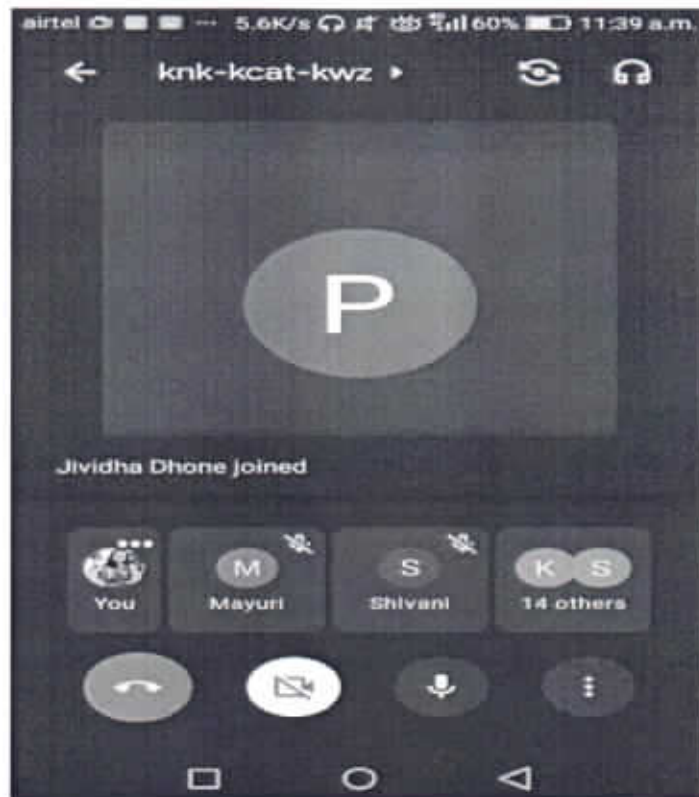 airtel ... 5.6K/s 60% 11:39 a.m.
knk-kcat-kwz
P
Jividha Dhone joined
M S K S
You Mayuri Shivani 14 others